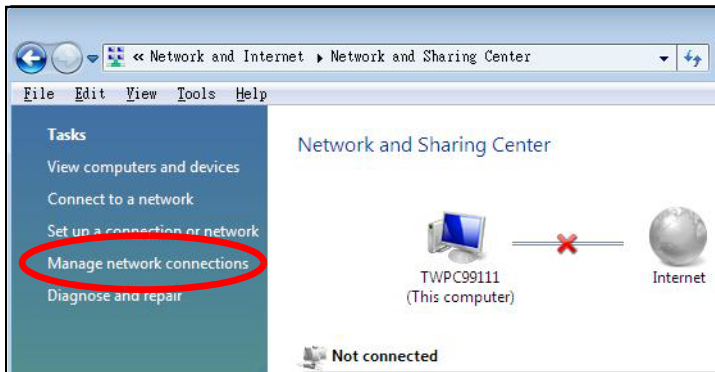 « Network and Internet ▸ Network and Sharing Center
File Edit View Tools Help
Tasks
View computers and devices
Connect to a network
Set up a connection or network
Manage network connections
Diagnose and repair
Network and Sharing Center
TWPC99111
(This computer)
Internet
Not connected